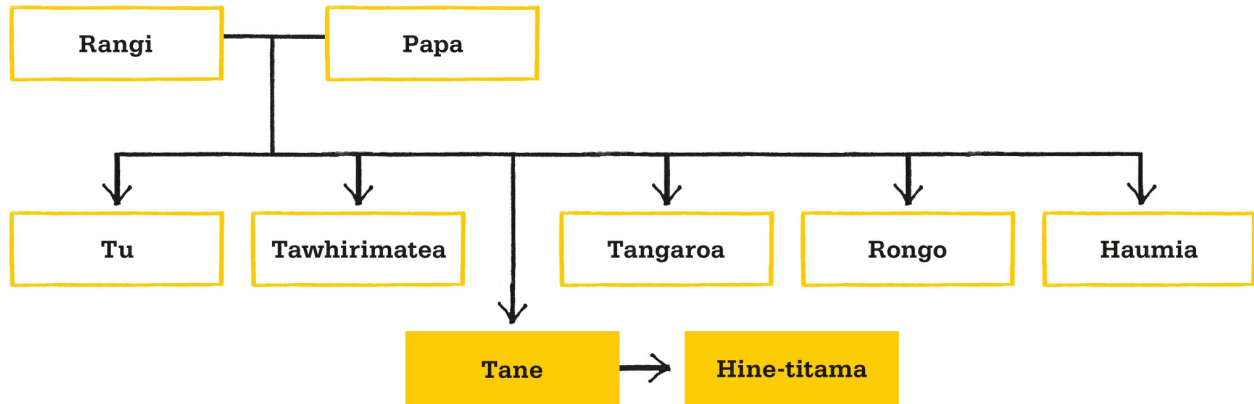 Rangi
Papa
Tu
Tawhirimatea
Tangaroa
Rongo
Haumia
Tane
Hine-titama